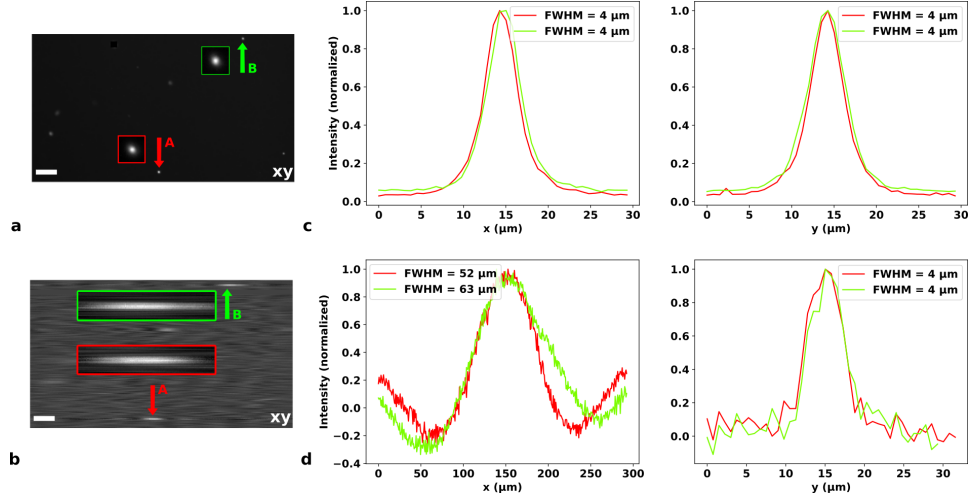 a
B
A
xy
c
Intensity (normalized)
1.0
0.8
0.6
0.4
0.2
0.0
0
5
10
15
20
25
30
x (μm)
FWHM = 4 μm
FWHM = 4 μm
1.0
0.8
0.6
0.4
0.2
0.0
0
5
10
15
20
25
30
y (μm)
FWHM = 4 μm
FWHM = 4 μm
b
B
A
xy
d
Intensity (normalized)
1.0
0.8
0.6
0.4
0.2
0.0
−0.2
−0.4
0
50
100
150
200
250
300
x (μm)
FWHM = 52 μm
FWHM = 63 μm
1.0
0.8
0.6
0.4
0.2
0.0
0
5
10
15
20
25
30
y (μm)
FWHM = 4 μm
FWHM = 4 μm